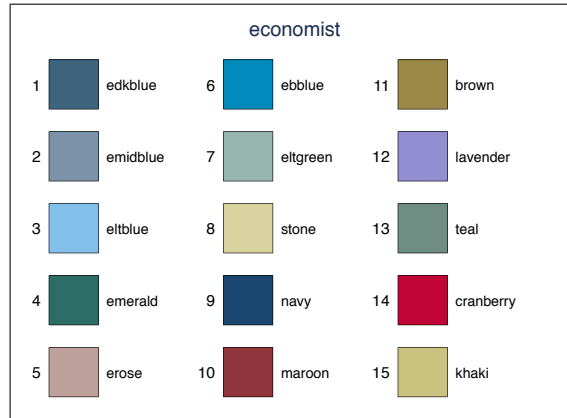 economist
1 edkblue
2 emidblue
3 eltblue
4 emerald
5 erose
6 ebblue
7 eltgreen
8 stone
9 navy
10 maroon
11 brown
12 lavender
13 teal
14 cranberry
15 khaki